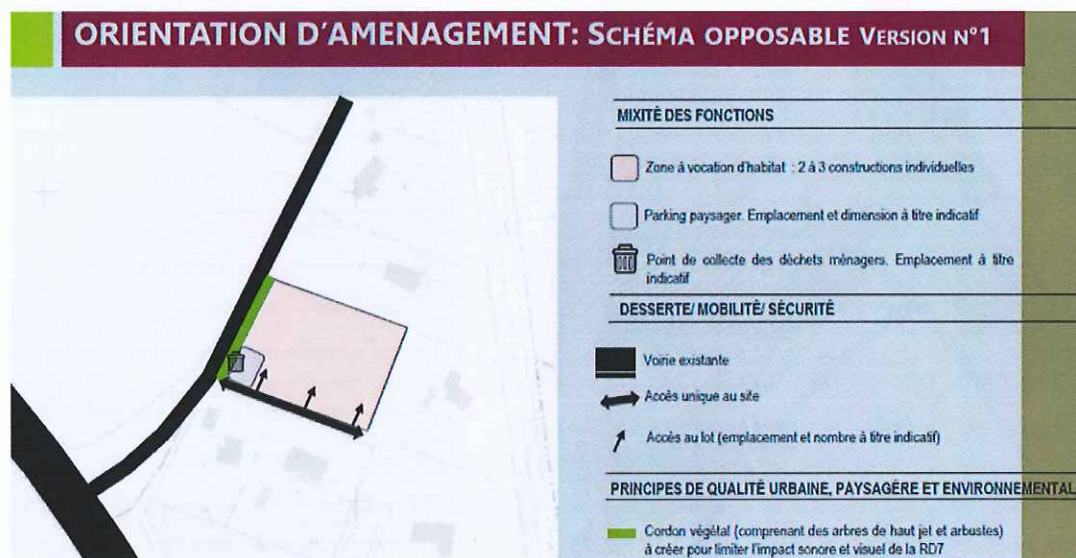 ORIENTATION D'AMENAGEMENT: SCHÉMA OPPOSABLE VERSION N°1
MIXITÉ DES FONCTIONS
Zone à vocation d'habitat : 2 à 3 constructions individuelles
Parking paysager. Emplacement et dimension à titre indicatif
Point de collecte des déchets ménagers. Emplacement à titre
indicatif
DESSERTE/ MOBILITÉ/ SÉCURITÉ
Voirie existante
Accès unique au site
Accès au lot (emplacement et nombre à titre indicatif)
PRINCIPES DE QUALITÉ URBAINE, PAYSAGÈRE ET ENVIRONNEMENTAL
Cordon végétal (comprenant des arbres de haut jet et arbustes)
à créer pour limiter l'impact sonore et visuel de la RD7